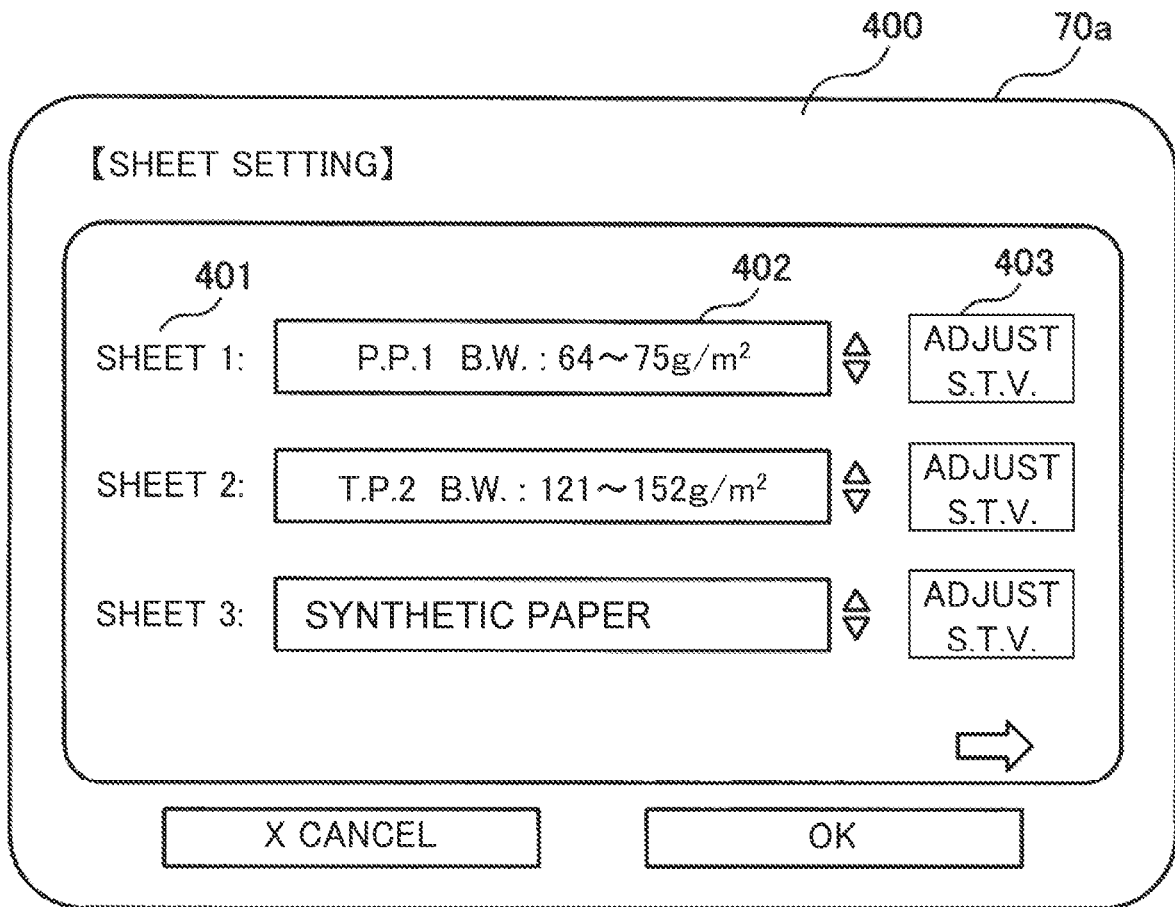 400 70a
【SHEET SETTING】
401 402 403
SHEET 1: P.P.1 B.W. : 64～75g/m² ADJUST S.T.V.
SHEET 2: T.P.2 B.W. : 121～152g/m² ADJUST S.T.V.
SHEET 3: SYNTHETIC PAPER ADJUST S.T.V.
X CANCEL OK